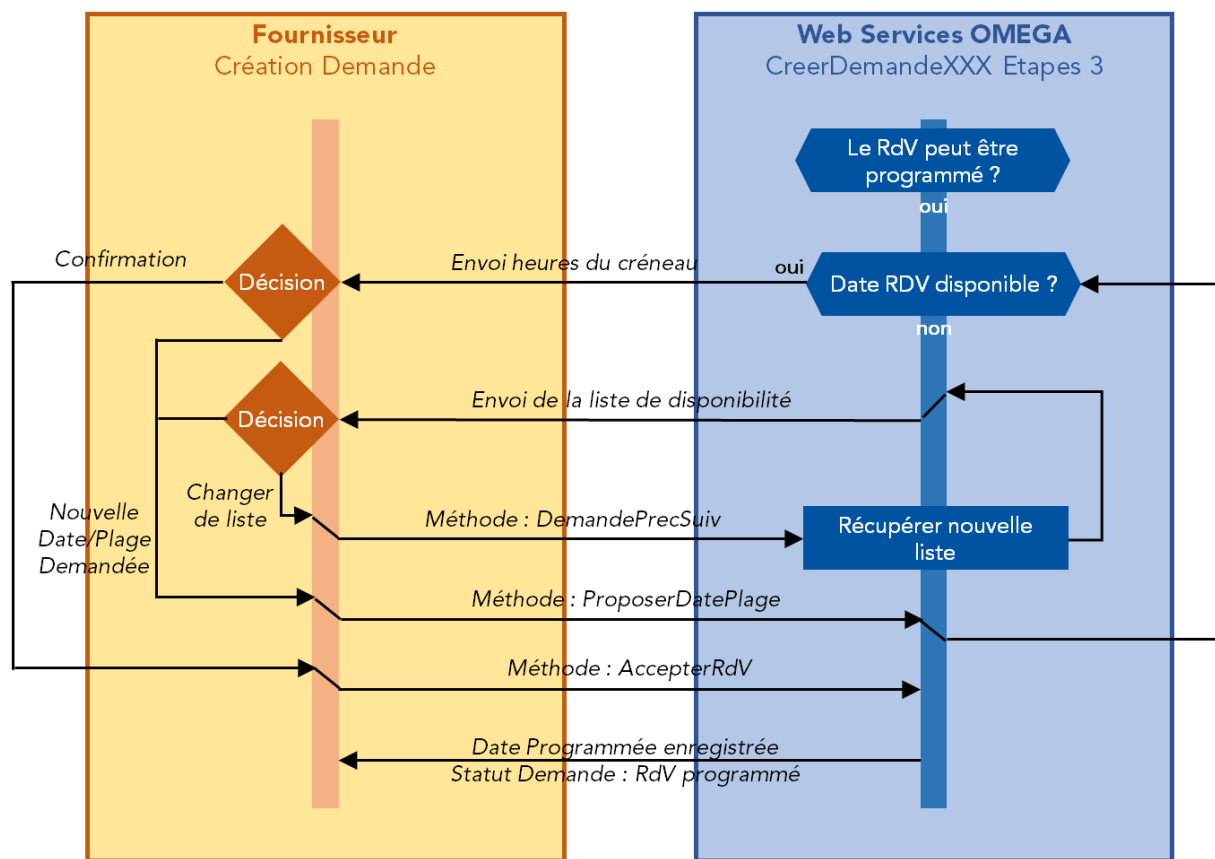 Fournisseur
Création Demande
Web Services OMEGA
CreerDemandeXXX Etapes 3
Le RdV peut être
programmé ?
oui
Confirmation
Décision
Envoi heures du créneau
oui
Date RDV disponible ?
non
Décision
Envoi de la liste de disponibilité
Changer
de liste
Nouvelle
Date/Plage
Demandée
Méthode : DemandePrecSuiv
Récupérer nouvelle
liste
Méthode : ProposerDatePlage
Méthode : AccepterRdV
Date Programmée enregistrée
Statut Demande : RdV programmé